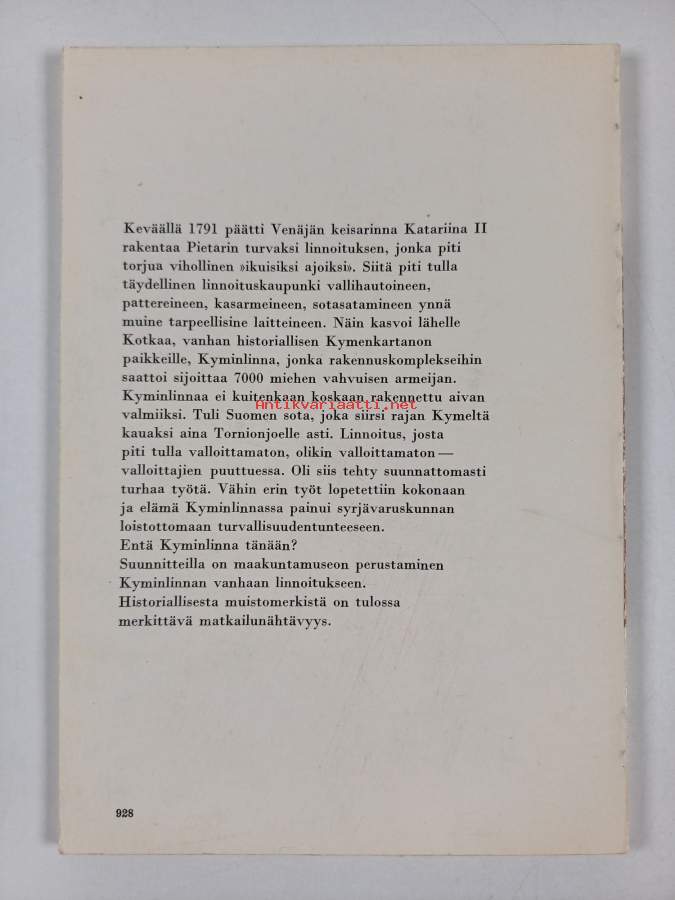 Keväällä 1791 päätti Venäjän keisarinna Katariina II
rakentaa Pietarin turvaksi linnoituksen, jonka piti
torjua vihollinen »ikuisiksi ajoiksi». Siitä piti tulla
täydellinen linnoituskaupunki vallihautoineen,
pattereineen, kasarmeineen, sotasatamineen ynnä
muine tarpeellisine laitteineen. Näin kasvoi lähelle
Kotkaa, vanhan historiallisen Kymenkartanon
paikkeille, Kyminlinna, jonka rakennuskomplekseihin
saattoi sijoittaa 7000 miehen vahvuisen armeijan.
Kyminlinnaa ei kuitenkaan koskaan rakennettu aivan
Antikvariaatti.net
valmiiksi. Tuli Suomen sota, joka siirsi rajan Kymeltä
kauaksi aina Tornionjoelle asti. Linnoitus, josta
piti tulla valloittamaton, olikin valloittamaton —
valloittajien puuttuessa. Oli siis tehty suunnattomasti
turhaa työtä. Vähin erin työt lopetettiin kokonaan
ja elämä Kyminlinnassa painui syrjävaruskunnan
loistottomaan turvallisuudentunteeseen.
Entä Kyminlinna tänään?
Suunnitteilla on maakuntamuseon perustaminen
Kyminlinnan vanhaan linnoitukseen.
Historiallisesta muistomerkistä on tulossa
merkittävä matkailunähtävyys.
928